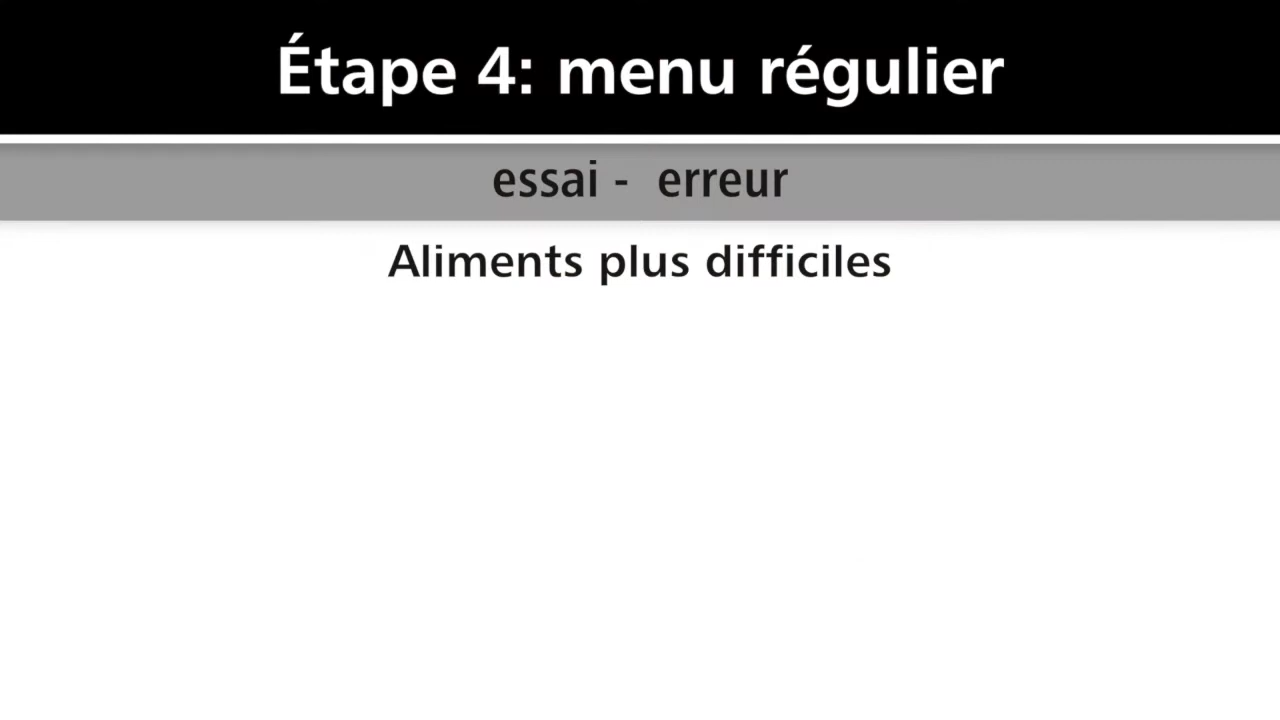 Étape 4: menu régulier
essai -  erreur
Aliments plus difficiles